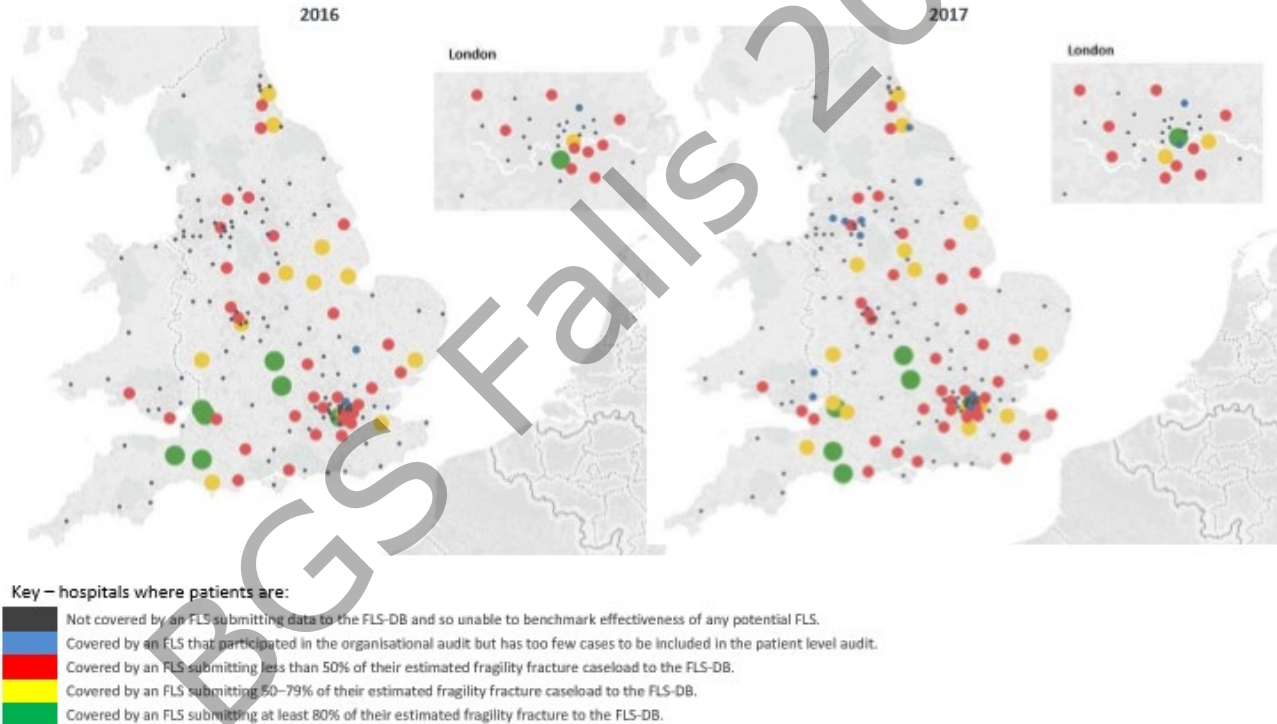 2016
2017
London
London
BGS Falls 20
Key – hospitals where patients are:
Not covered by an FLS submitting data to the FLS-DB and so unable to benchmark effectiveness of any potential FLS.
Covered by an FLS that participated in the organisational audit but has too few cases to be included in the patient level audit.
Covered by an FLS submitting less than 50% of their estimated fragility fracture caseload to the FLS-DB.
Covered by an FLS submitting 50–79% of their estimated fragility fracture caseload to the FLS-DB.
Covered by an FLS submitting at least 80% of their estimated fragility fracture to the FLS-DB.